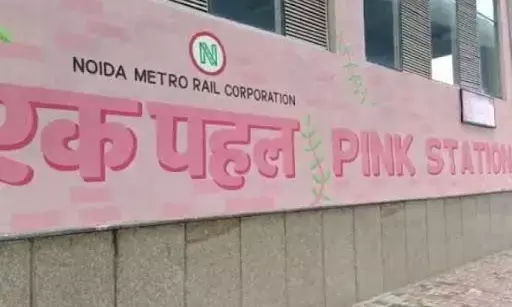 N
NOIDA METRO RAIL CORPORATION
एक पहल PINK STATION